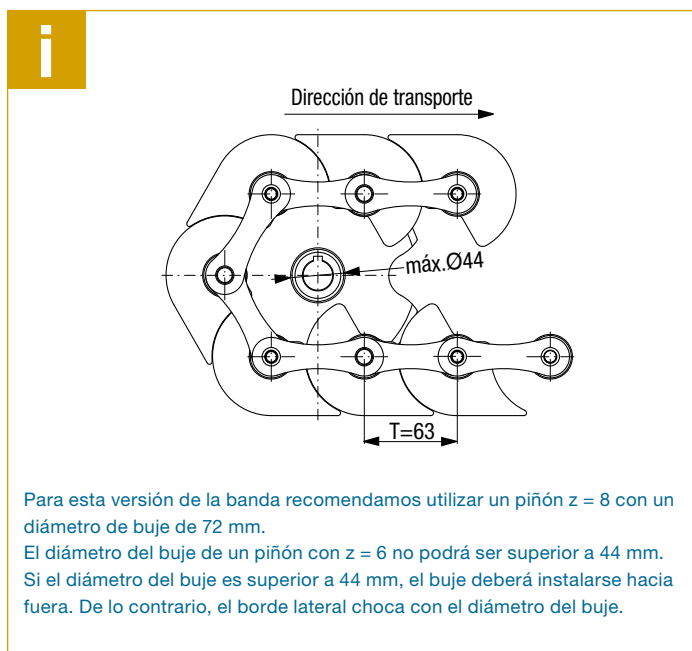 i
Dirección de transporte
máx.Ø44
T=63
Para esta versión de la banda recomendamos utilizar un piñón z = 8 con un
diámetro de buje de 72 mm.
El diámetro del buje de un piñón con z = 6 no podrá ser superior a 44 mm.
Si el diámetro del buje es superior a 44 mm, el buje deberá instalarse hacia
fuera. De lo contrario, el borde lateral choca con el diámetro del buje.